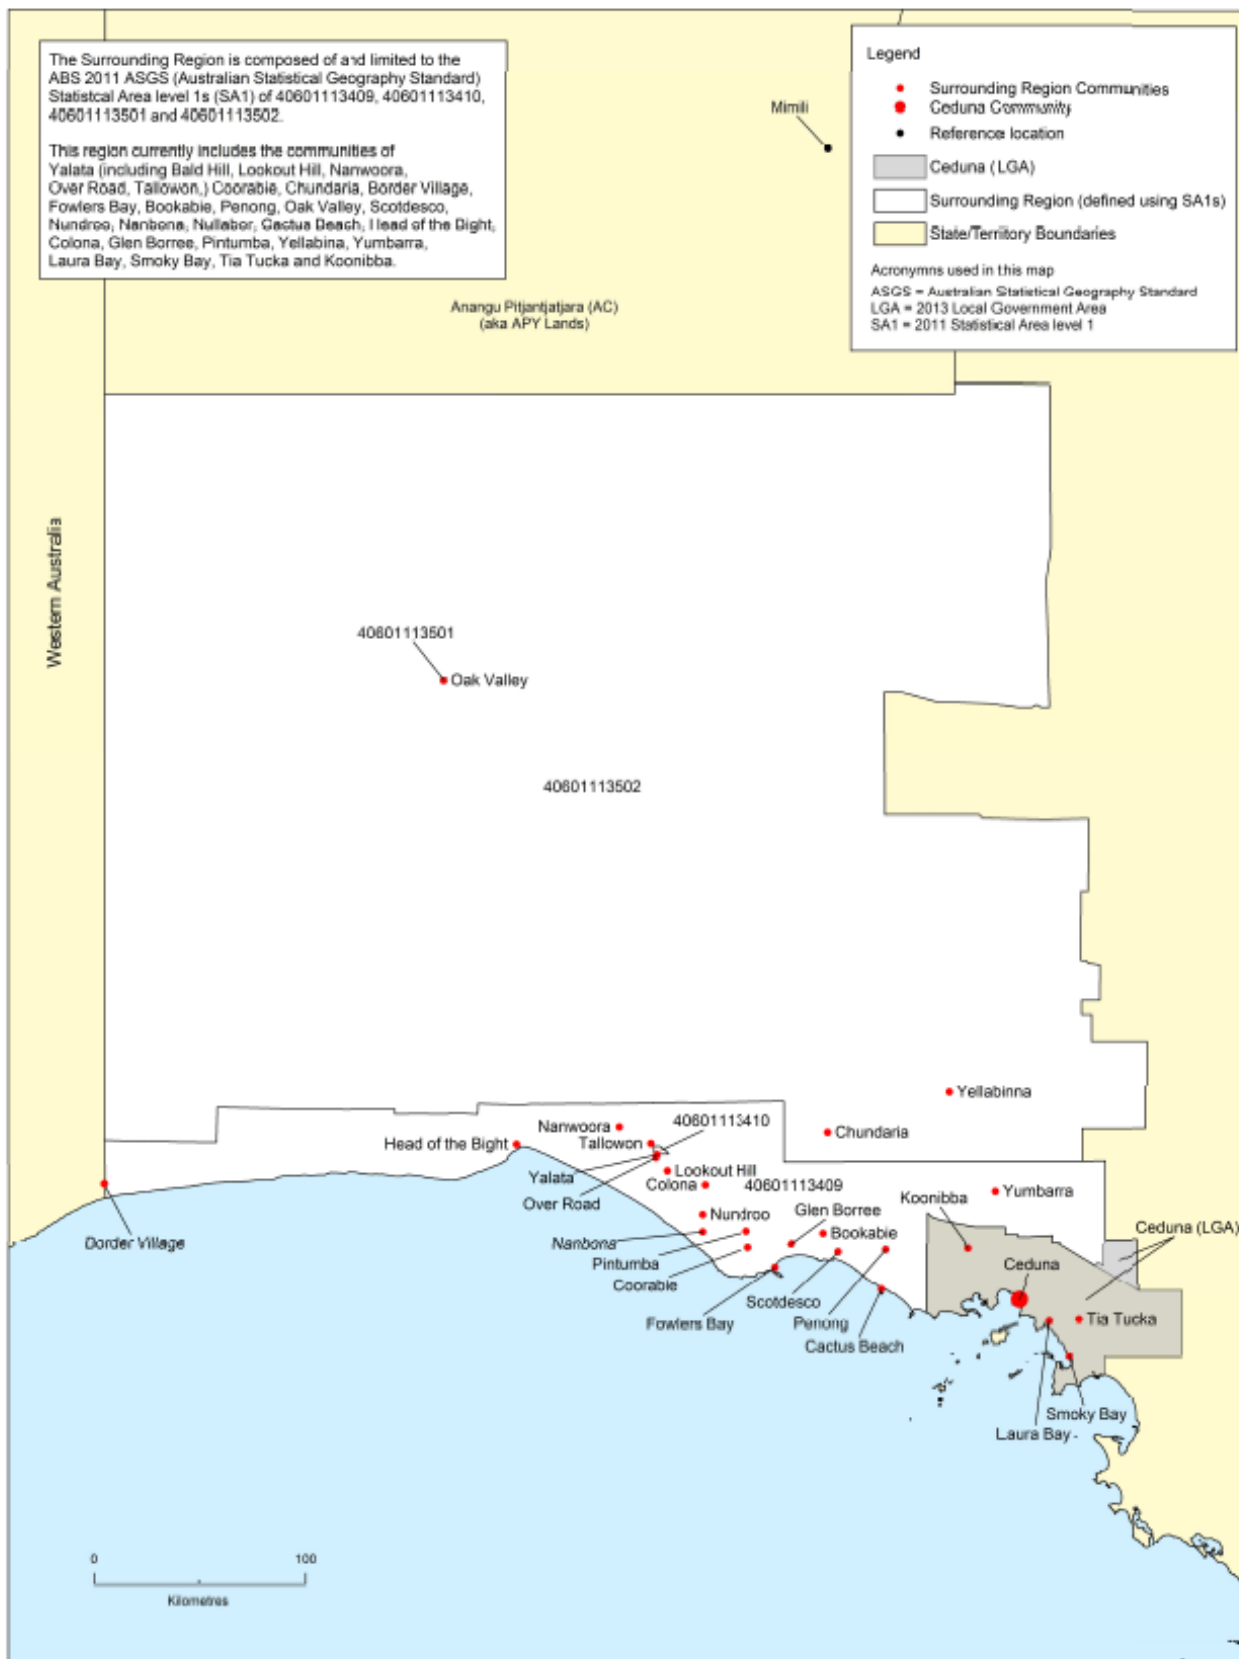 The Surrounding Region is composed of and limited to the
ABS 2011 ASGS (Australian Statistical Geography Standard)
Statistcal Area level 1s (SA1) of 40601113409, 40601113410,
40601113501 and 40601113502.
This region currently includes the communities of
Yalata (including Bald Hill, Lookout Hill, Nanwoora,
Over Road, Tallowon,) Coorabie, Chundaria, Border Village,
Fowlers Bay, Bookabie, Penong, Oak Valley, Scotdesco,
Nundroo, Nanbona, Nullabor, Cactus Beach, Head of the Bight,
Colona, Glen Borree, Pintumba, Yellabina, Yumbarra,
Laura Bay, Smoky Bay, Tia Tucka and Koonibba.
Legend
Surrounding Region Communities
Ceduna Community
Reference location
Ceduna (LGA)
Surrounding Region (defined using SA1s)
State/Territory Boundaries
Acronymns used in this map
ASGS = Australian Statistical Geography Standard
LGA = 2013 Local Government Area
SA1 = 2011 Statistical Area level 1
Mimili
Anangu Pitjantjatjara (AC)
(aka APY Lands)
Western Australia
40601113501
Oak Valley
40601113502
Yellabinna
Chundaria
Nanwoora
40601113410
Tallowon
Head of the Bight
Yalata
Lookout Hill
Colona
40601113409
Over Road
Koonibba
Yumbarra
Glen Borree
Nundroo
Bookabie
Ceduna (LGA)
Border Village
Nanbona
Pintumba
Ceduna
Coorabie
Scotdesco
Fowlers Bay
Penong
Tia Tucka
Cactus Beach
Smoky Bay
Laura Bay
0 100
Kilometres